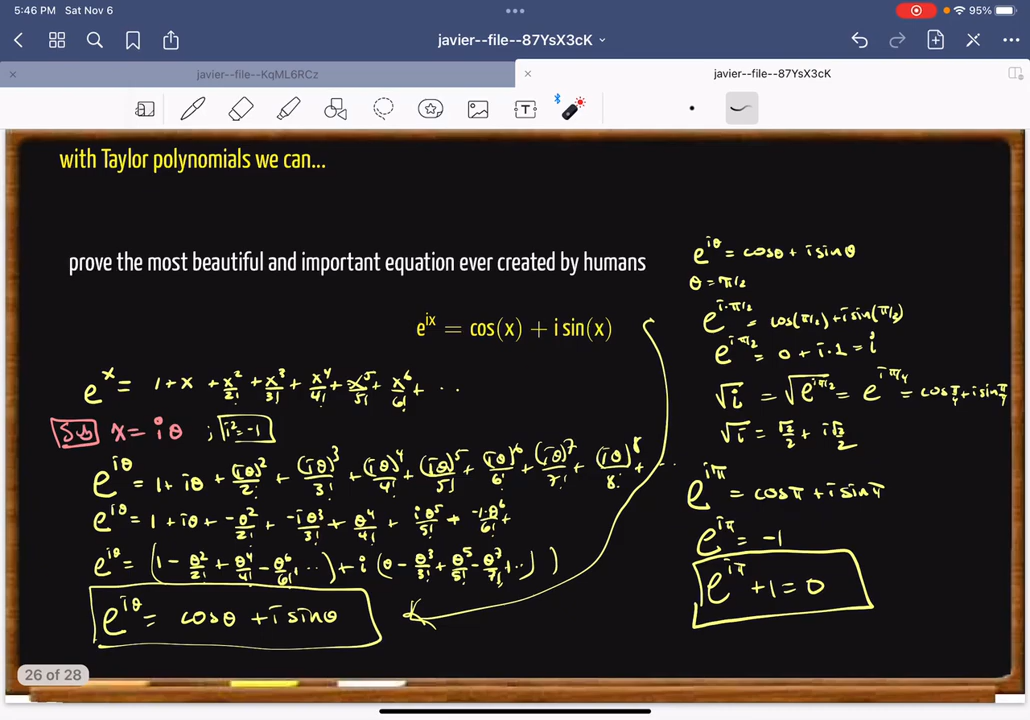 5:46 PM Sat Nov 6
95%
javier--file--87YsX3cK
javier--file--KqML6RCz
javier--file--87YsX3cK
with Taylor polynomials we can...
prove the most beautiful and important equation ever created by humans
e^{ix} = cos(x) + i sin(x)
e^x = 1 + x + x²/2! + x³/3! + x⁴/4! + x⁵/5! + x⁶/6! + ...
Sub x = iθ ; i² = -1
e^{iθ} = 1 + iθ + (iθ)²/2! + (iθ)³/3! + (iθ)⁴/4! + (iθ)⁵/5! + (iθ)⁶/6! + (iθ)⁷/7! + (iθ)⁸/8! + ...
e^{iθ} = 1 + iθ + -θ²/2! + -iθ³/3! + θ⁴/4! + iθ⁵/5! + -1·θ⁶/6! +
e^{iθ} = (1 - θ²/2! + θ⁴/4! - θ⁶/6! + ...) + i (θ - θ³/3! + θ⁵/5! - θ⁷/7! + ...)
e^{iθ} = cosθ + i sinθ
e^{iθ} = cosθ + i sinθ
θ = π/2
e^{i·π/2} = cos(π/2) + i sin(π/2)
e^{iπ/2} = 0 + i·1 = i
√i = √e^{iπ/2} = e^{iπ/4} = cos π/4 + i sin π/4
√i = √2/2 + i√2/2
e^{iπ} = cosπ + i sinπ
e^{iπ} = -1
e^{iπ} + 1 = 0
26 of 28